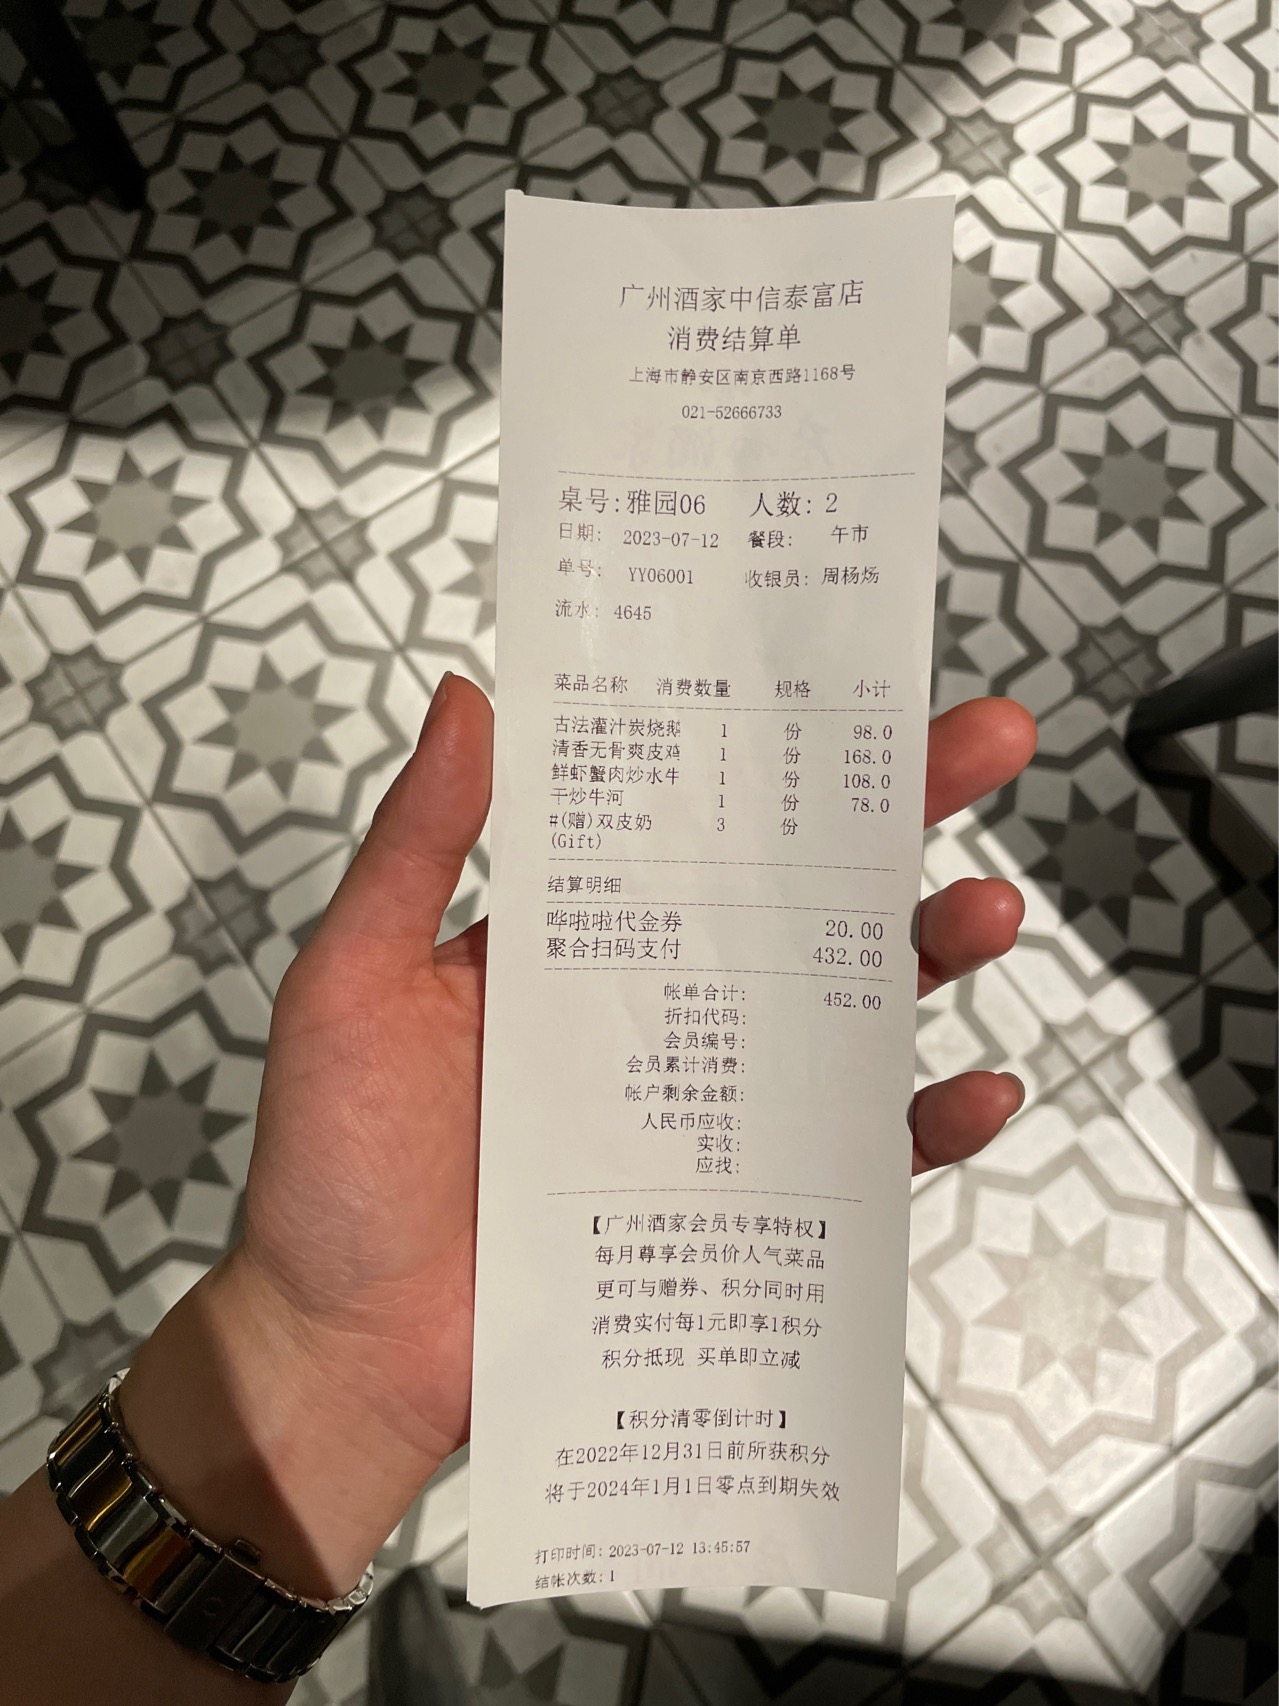 广州酒家中信泰富店
消费结算单
上海市静安区南京西路1168号
021-52666733
桌号:雅园06 人数: 2
日期: 2023-07-12 餐段: 午市
单号: YY06001 收银员: 周杨炀
流水: 4645
菜品名称 消费数量 规格 小计
古法灌汁炭烧鹅 1 份 98.0
清香无骨爽皮鸡 1 份 168.0
鲜虾蟹肉炒水牛 1 份 108.0
干炒牛河 1 份 78.0
#(赠)双皮奶 3 份
(Gift)
结算明细
哗啦啦代金券 20.00
聚合扫码支付 432.00
帐单合计: 452.00
折扣代码:
会员编号:
会员累计消费:
帐户剩余金额:
人民币应收:
实收:
应找:
【广州酒家会员专享特权】
每月尊享会员价人气菜品
更可与赠券、积分同时用
消费实付每1元即享1积分
积分抵现 买单即立减
【积分清零倒计时】
在2022年12月31日前所获积分
将于2024年1月1日零点到期失效
打印时间: 2023-07-12 13:45:57
结帐次数: 1